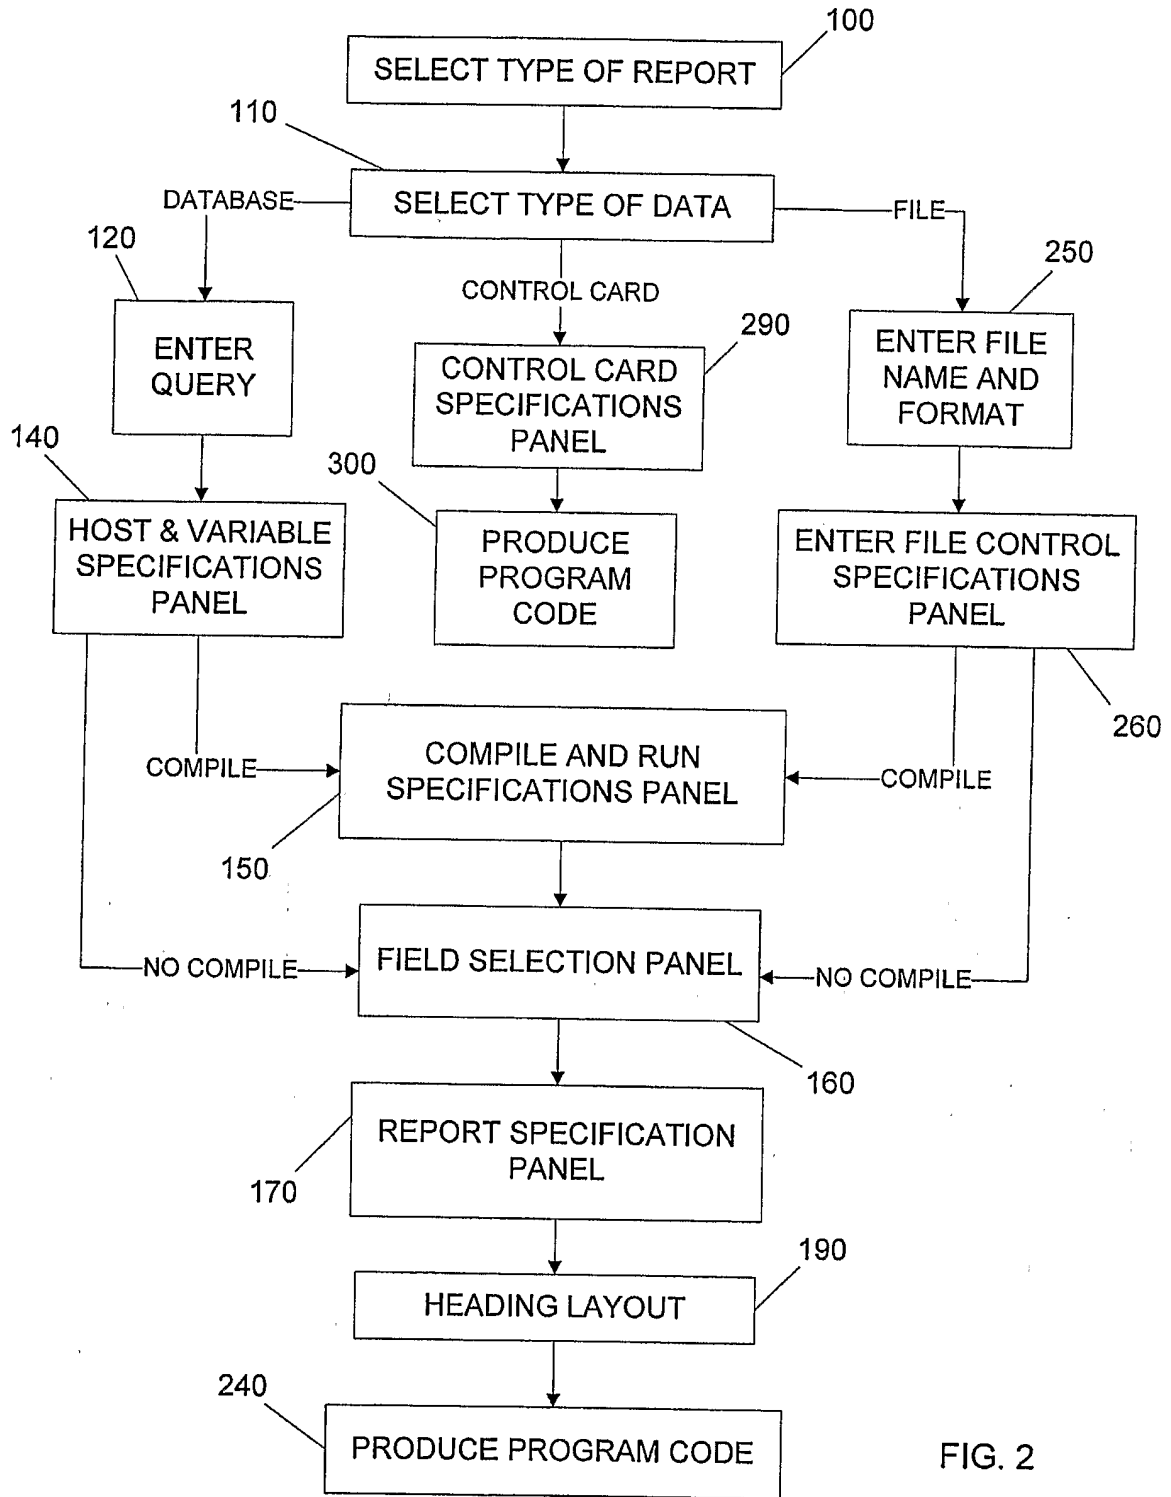 100
SELECT TYPE OF REPORT
110
SELECT TYPE OF DATA
DATABASE
FILE
120
250
CONTROL CARD
290
ENTER
QUERY
CONTROL CARD
SPECIFICATIONS
PANEL
ENTER FILE
NAME AND
FORMAT
140
300
HOST & VARIABLE
SPECIFICATIONS
PANEL
PRODUCE
PROGRAM
CODE
ENTER FILE CONTROL
SPECIFICATIONS
PANEL
260
COMPILE
COMPILE AND RUN
SPECIFICATIONS PANEL
COMPILE
150
NO COMPILE
FIELD SELECTION PANEL
NO COMPILE
160
REPORT SPECIFICATION
PANEL
170
190
HEADING LAYOUT
240
PRODUCE PROGRAM CODE
FIG. 2